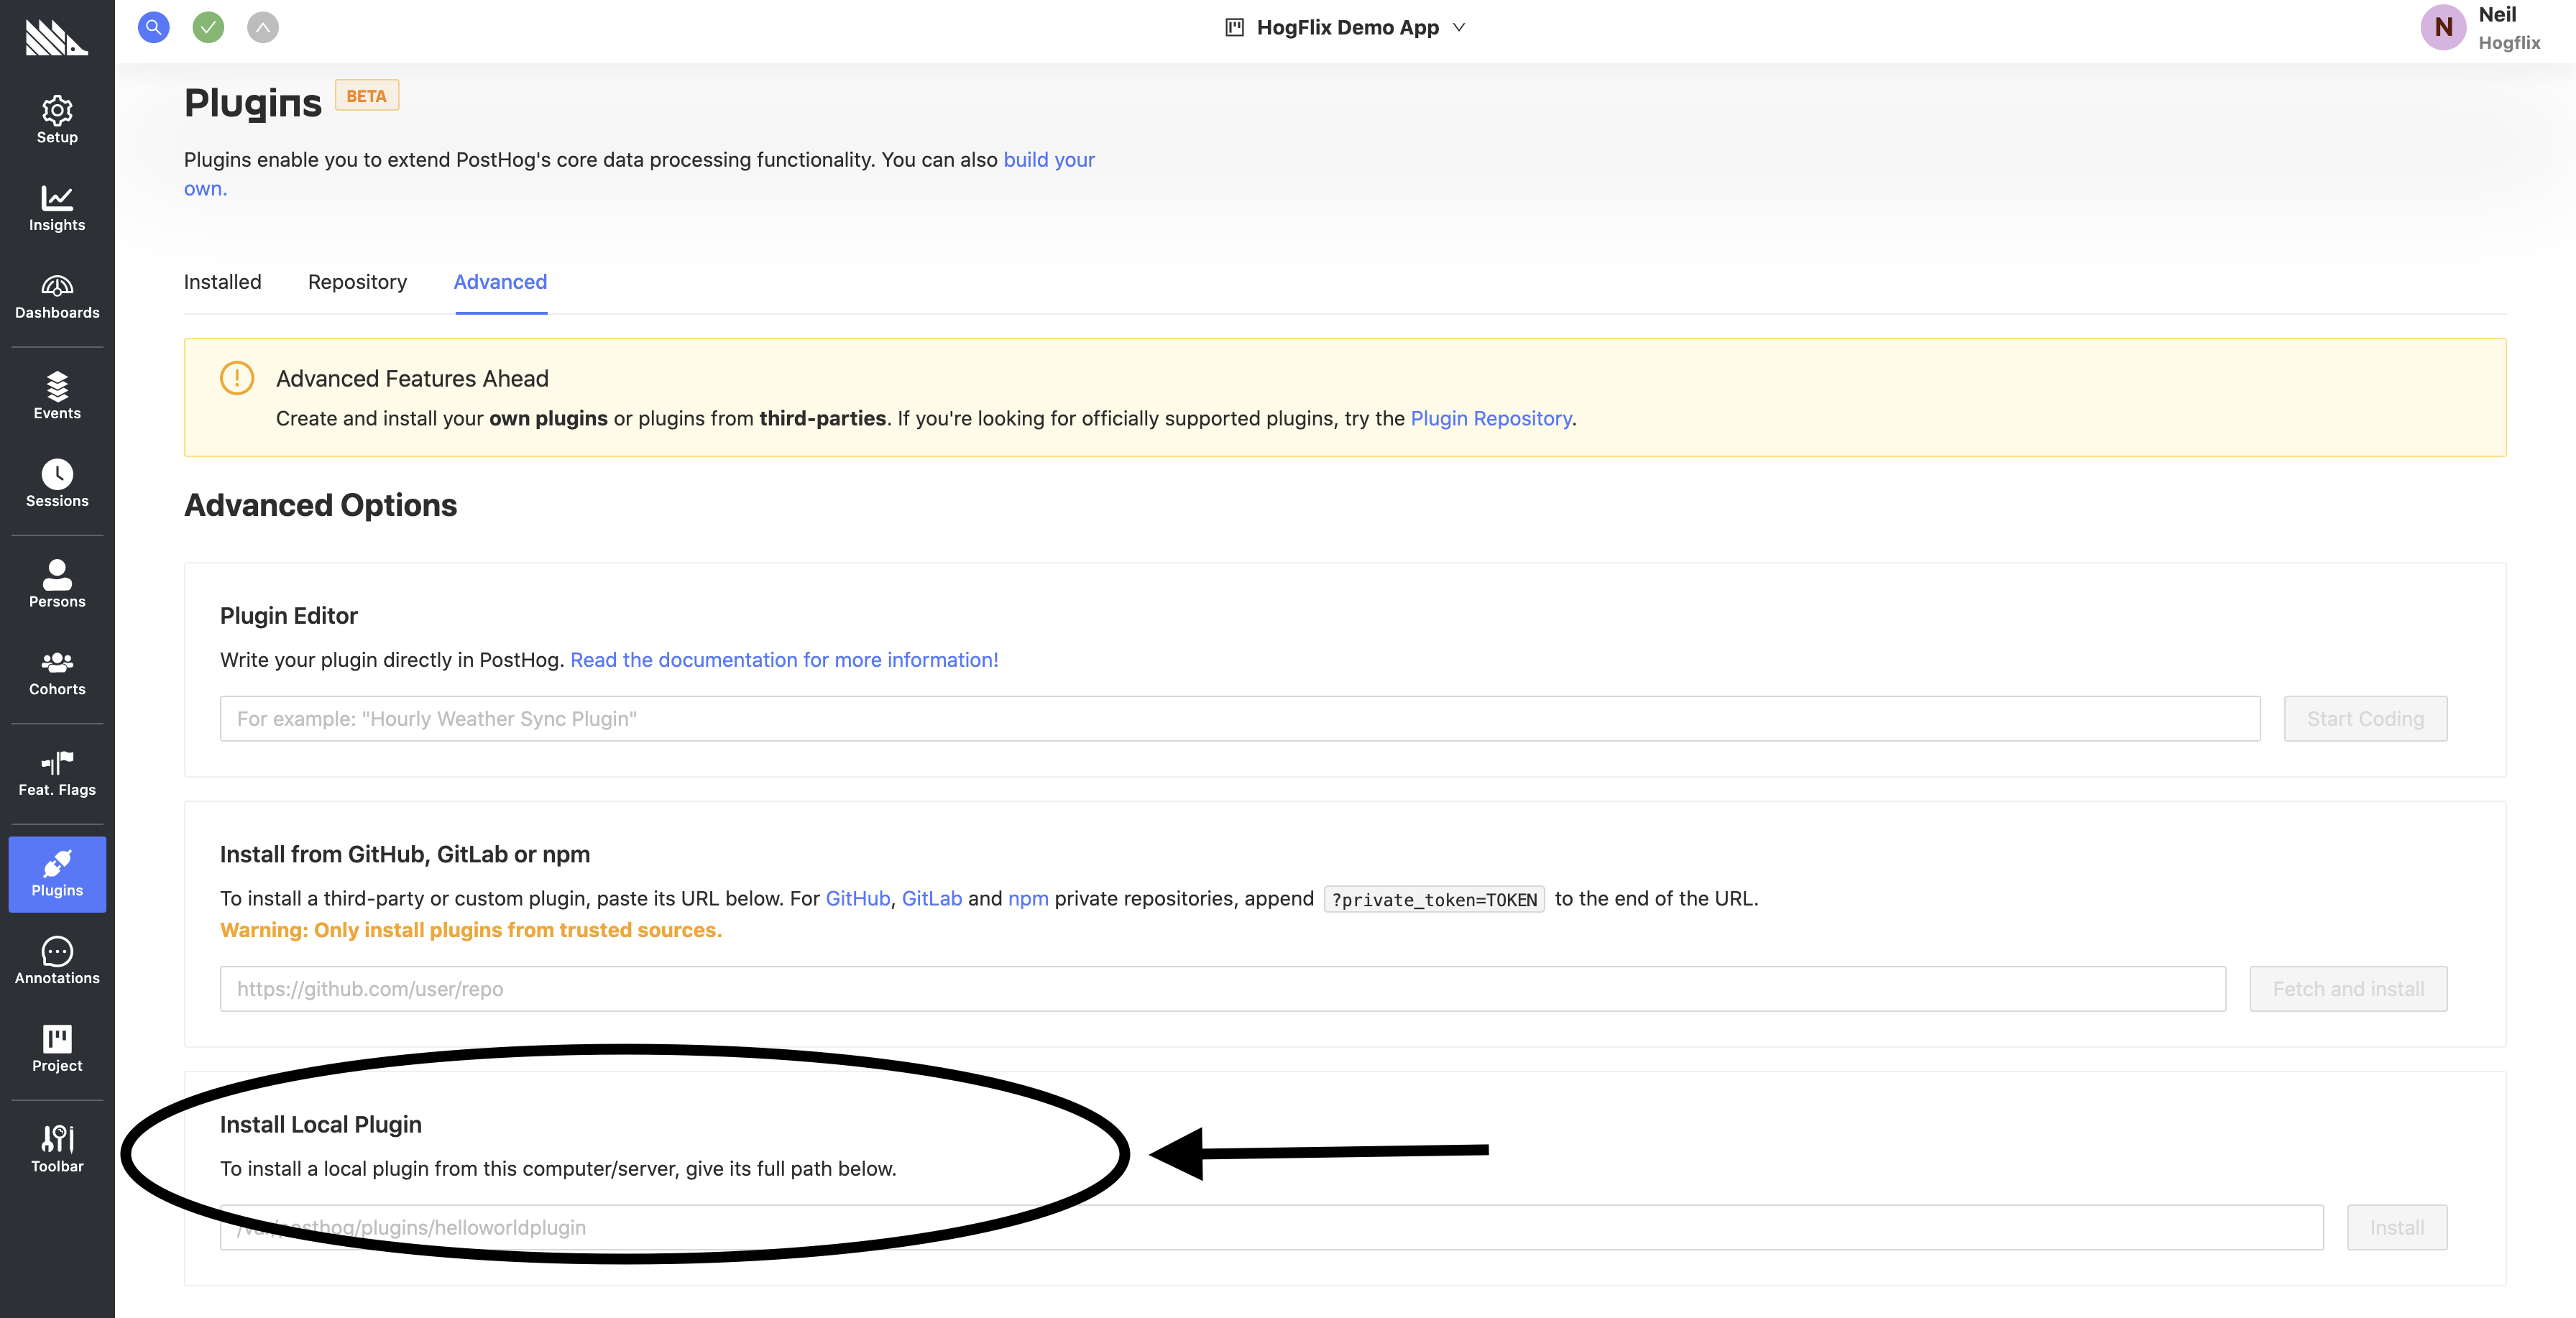 HogFlix Demo App
N
Neil
Hogflix
Setup
Insights
Dashboards
Events
Sessions
Persons
Cohorts
Feat. Flags
Plugins
Annotations
Project
Toolbar
Plugins BETA
Plugins enable you to extend PostHog's core data processing functionality. You can also build your
own.
Installed Repository Advanced
Advanced Features Ahead
Create and install your own plugins or plugins from third-parties. If you're looking for officially supported plugins, try the Plugin Repository.
Advanced Options
Plugin Editor
Write your plugin directly in PostHog. Read the documentation for more information!
For example: "Hourly Weather Sync Plugin" Start Coding
Install from GitHub, GitLab or npm
To install a third-party or custom plugin, paste its URL below. For GitHub, GitLab and npm private repositories, append ?private_token=TOKEN to the end of the URL.
Warning: Only install plugins from trusted sources.
https://github.com/user/repo Fetch and install
Install Local Plugin
To install a local plugin from this computer/server, give its full path below.
/var/posthog/plugins/helloworldplugin Install